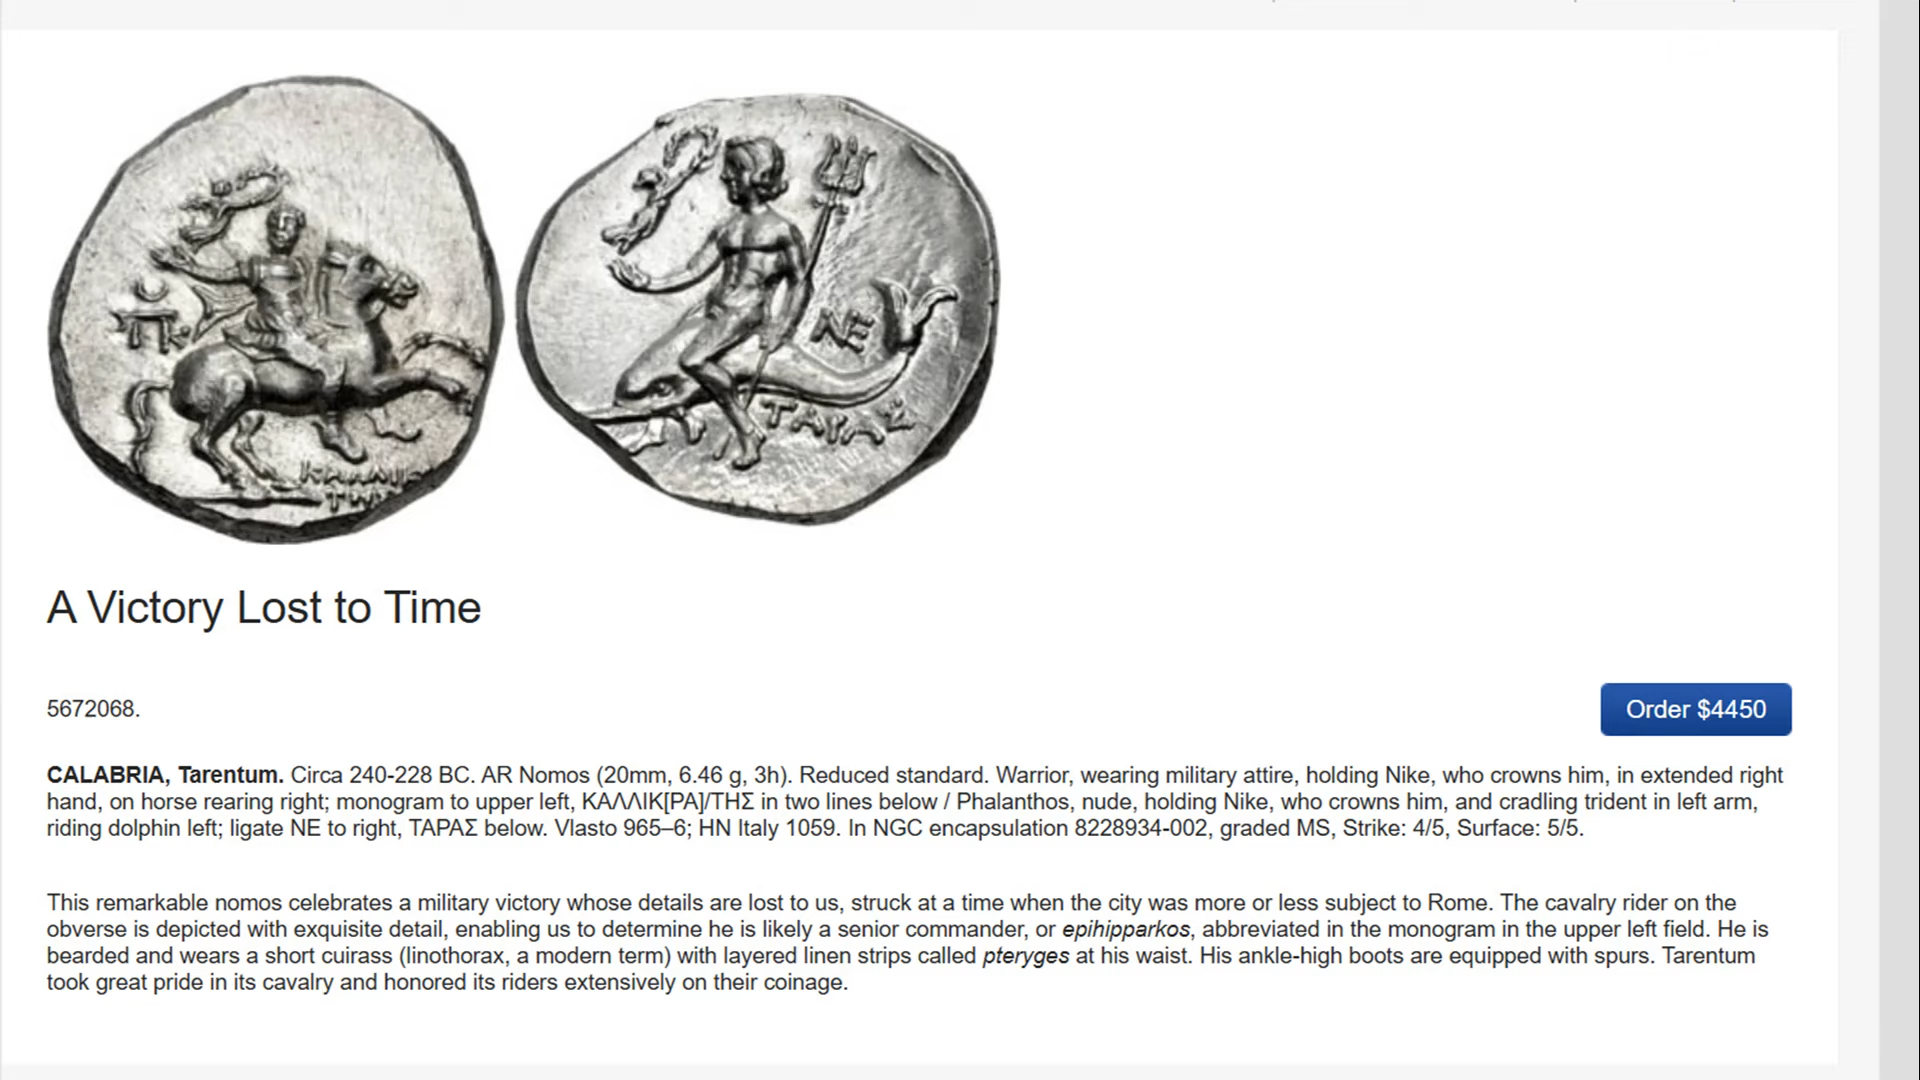 NE
ΤΑΡΑΣ
A Victory Lost to Time
5672068.
Order $4450
CALABRIA, Tarentum. Circa 240-228 BC. AR Nomos (20mm, 6.46 g, 3h). Reduced standard. Warrior, wearing military attire, holding Nike, who crowns him, in extended right
hand, on horse rearing right; monogram to upper left, ΚΑΛΛΙΚ[ΡΑ]/ΤΗΣ in two lines below / Phalanthos, nude, holding Nike, who crowns him, and cradling trident in left arm,
riding dolphin left; ligate NE to right, ΤΑΡΑΣ below. Vlasto 965–6; HN Italy 1059. In NGC encapsulation 8228934-002, graded MS, Strike: 4/5, Surface: 5/5.
This remarkable nomos celebrates a military victory whose details are lost to us, struck at a time when the city was more or less subject to Rome. The cavalry rider on the
obverse is depicted with exquisite detail, enabling us to determine he is likely a senior commander, or epihipparkos, abbreviated in the monogram in the upper left field. He is
bearded and wears a short cuirass (linothorax, a modern term) with layered linen strips called pteryges at his waist. His ankle-high boots are equipped with spurs. Tarentum
took great pride in its cavalry and honored its riders extensively on their coinage.